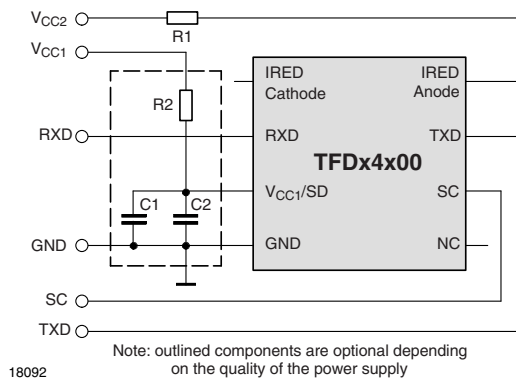 VCC2
R1
VCC1
IRED
Cathode
IRED
Anode
R2
RXD
RXD
TXD
TFDx4x00
VCC1/SD
SC
C1
C2
GND
GND
NC
SC
TXD
Note: outlined components are optional depending
on the quality of the power supply
18092